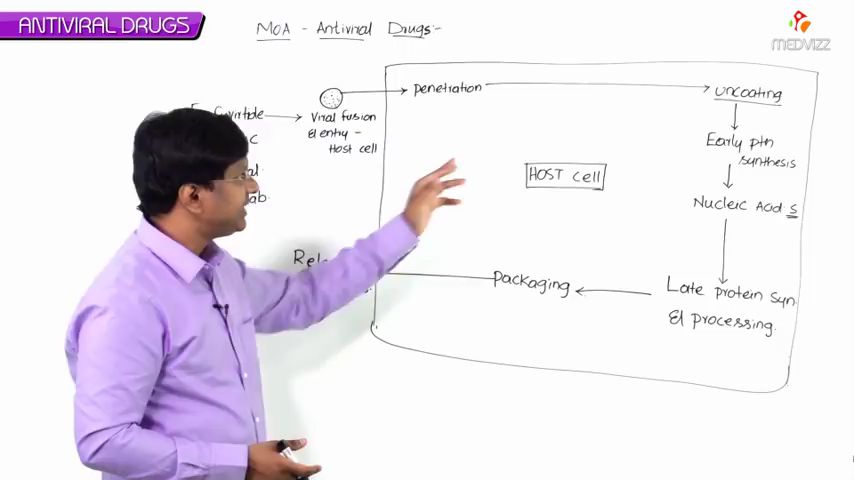 ANTIVIRAL DRUGS
MOA - Antiviral Drugs:-
MEDVIZZ
penetration
uncoating
Viral fusion
& entry -
Host cell
Early ptn
synthesis
HOST cell
Nucleic Acid S
packaging
Late protein syn.
& processing.